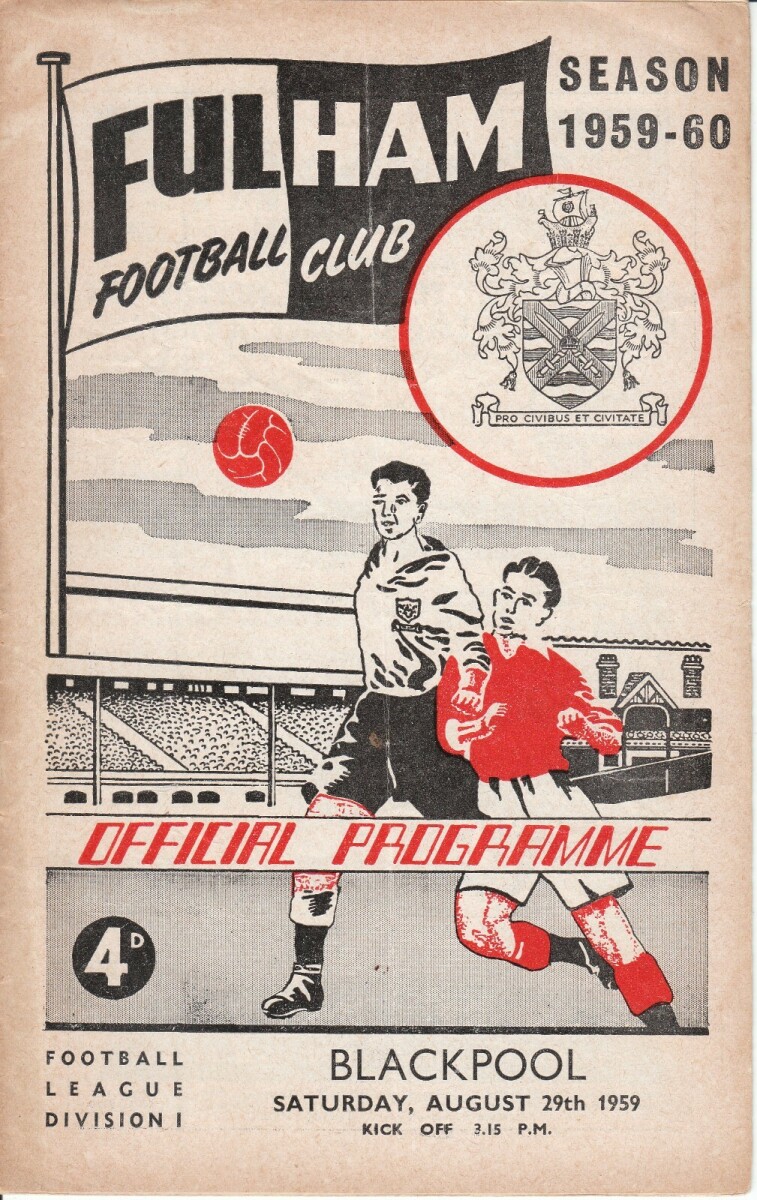 FULHAM
FOOTBALL CLUB
SEASON
1959-60
PRO CIVIBUS ET CIVITATE
OFFICIAL PROGRAMME
4D
FOOTBALL
LEAGUE
DIVISION I
BLACKPOOL
SATURDAY, AUGUST 29th 1959
KICK OFF 3.15 P.M.